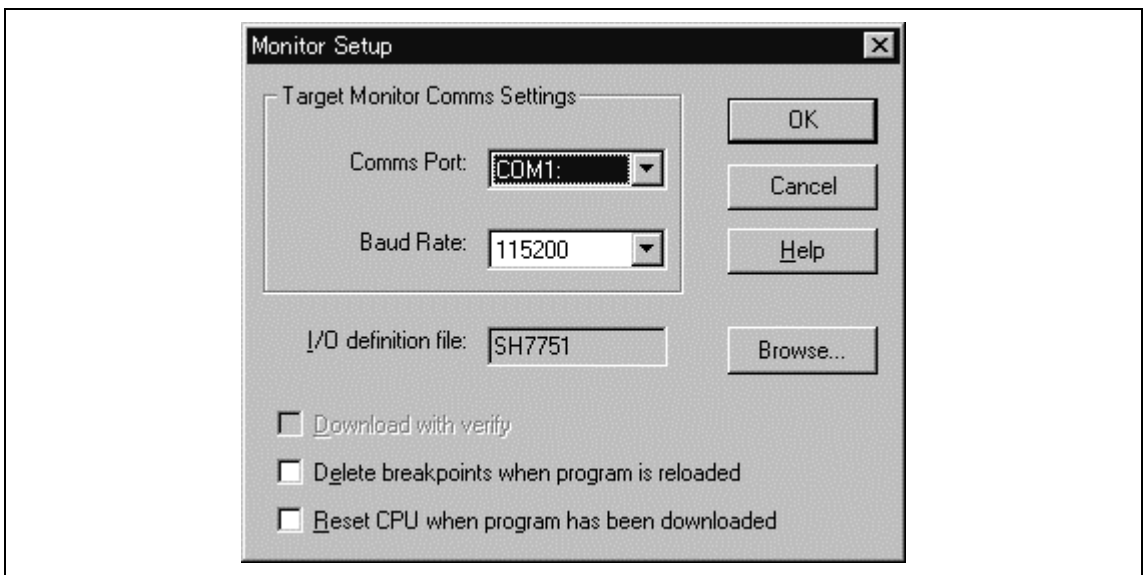 Monitor Setup
Target Monitor Comms Settings
Comms Port: COM1:
Baud Rate: 115200
OK
Cancel
Help
I/O definition file: SH7751
Browse...
Download with verify
Delete breakpoints when program is reloaded
Reset CPU when program has been downloaded